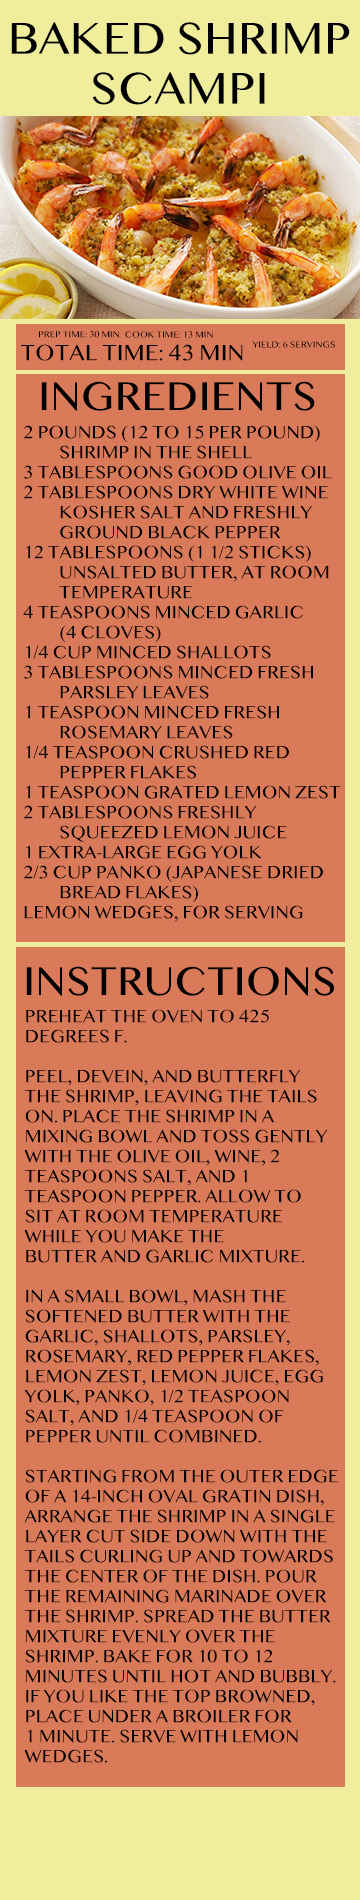 BAKED SHRIMP
SCAMPI
PREP TIME: 30 MIN  COOK TIME: 13 MIN
TOTAL TIME: 43 MIN
YIELD: 6 SERVINGS
INGREDIENTS
2 POUNDS (12 TO 15 PER POUND)
SHRIMP IN THE SHELL
3 TABLESPOONS GOOD OLIVE OIL
2 TABLESPOONS DRY WHITE WINE
KOSHER SALT AND FRESHLY
GROUND BLACK PEPPER
12 TABLESPOONS (1 1/2 STICKS)
UNSALTED BUTTER, AT ROOM
TEMPERATURE
4 TEASPOONS MINCED GARLIC
(4 CLOVES)
1/4 CUP MINCED SHALLOTS
3 TABLESPOONS MINCED FRESH
PARSLEY LEAVES
1 TEASPOON MINCED FRESH
ROSEMARY LEAVES
1/4 TEASPOON CRUSHED RED
PEPPER FLAKES
1 TEASPOON GRATED LEMON ZEST
2 TABLESPOONS FRESHLY
SQUEEZED LEMON JUICE
1 EXTRA-LARGE EGG YOLK
2/3 CUP PANKO (JAPANESE DRIED
BREAD FLAKES)
LEMON WEDGES, FOR SERVING
INSTRUCTIONS
PREHEAT THE OVEN TO 425
DEGREES F.
PEEL, DEVEIN, AND BUTTERFLY
THE SHRIMP, LEAVING THE TAILS
ON. PLACE THE SHRIMP IN A
MIXING BOWL AND TOSS GENTLY
WITH THE OLIVE OIL, WINE, 2
TEASPOONS SALT, AND 1
TEASPOON PEPPER. ALLOW TO
SIT AT ROOM TEMPERATURE
WHILE YOU MAKE THE
BUTTER AND GARLIC MIXTURE.
IN A SMALL BOWL, MASH THE
SOFTENED BUTTER WITH THE
GARLIC, SHALLOTS, PARSLEY,
ROSEMARY, RED PEPPER FLAKES,
LEMON ZEST, LEMON JUICE, EGG
YOLK, PANKO, 1/2 TEASPOON
SALT, AND 1/4 TEASPOON OF
PEPPER UNTIL COMBINED.
STARTING FROM THE OUTER EDGE
OF A 14-INCH OVAL GRATIN DISH,
ARRANGE THE SHRIMP IN A SINGLE
LAYER CUT SIDE DOWN WITH THE
TAILS CURLING UP AND TOWARDS
THE CENTER OF THE DISH. POUR
THE REMAINING MARINADE OVER
THE SHRIMP. SPREAD THE BUTTER
MIXTURE EVENLY OVER THE
SHRIMP. BAKE FOR 10 TO 12
MINUTES UNTIL HOT AND BUBBLY.
IF YOU LIKE THE TOP BROWNED,
PLACE UNDER A BROILER FOR
1 MINUTE. SERVE WITH LEMON
WEDGES.